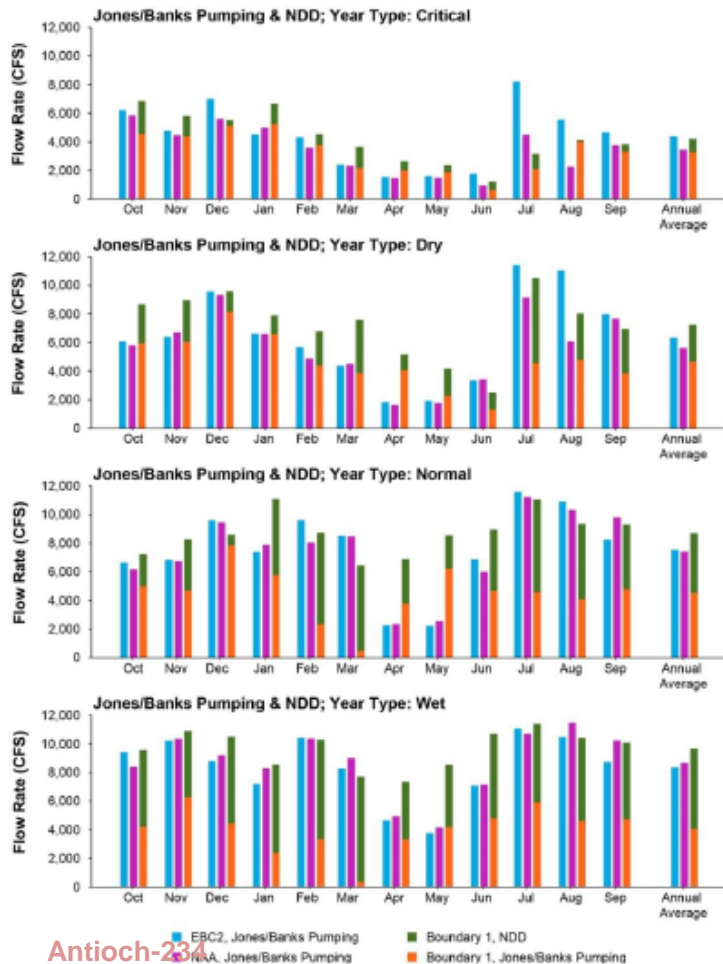 Jones/Banks Pumping & NDD; Year Type: Critical
12,000
10,000
8,000
6,000
4,000
2,000
0
Flow Rate (CFS)
Oct Nov Dec Jan Feb Mar Apr May Jun Jul Aug Sep Annual Average
Jones/Banks Pumping & NDD; Year Type: Dry
12,000
10,000
8,000
6,000
4,000
2,000
0
Flow Rate (CFS)
Oct Nov Dec Jan Feb Mar Apr May Jun Jul Aug Sep Annual Average
Jones/Banks Pumping & NDD; Year Type: Normal
12,000
10,000
8,000
6,000
4,000
2,000
0
Flow Rate (CFS)
Oct Nov Dec Jan Feb Mar Apr May Jun Jul Aug Sep Annual Average
Jones/Banks Pumping & NDD; Year Type: Wet
12,000
10,000
8,000
6,000
4,000
2,000
0
Flow Rate (CFS)
Oct Nov Dec Jan Feb Mar Apr May Jun Jul Aug Sep Annual Average
EBC2, Jones/Banks Pumping
Boundary 1, NDD
NAA, Jones/Banks Pumping
Boundary 1, Jones/Banks Pumping
Antioch-234